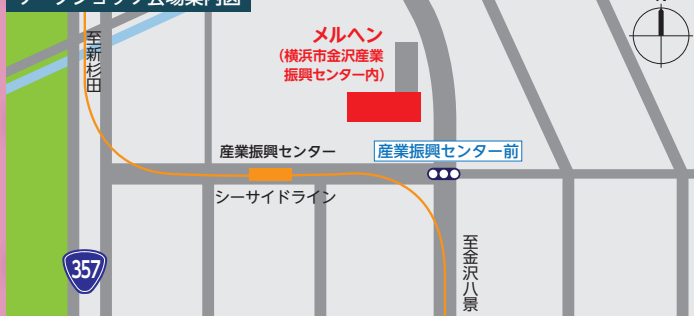 メルヘン
(横浜市金沢産業
振興センター内)
至新杉田
産業振興センター
産業振興センター前
シーサイドライン
357
至金沢八景